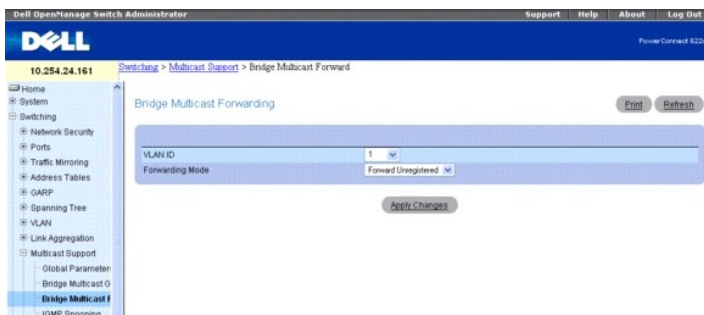 Dell OpenManage Switch Administrator
Support Help About Log Out
DELL
PowerConnect 622
10.254.24.161
Switching > Multicast Support > Bridge Multicast Forward
Home
System
Switching
Network Security
Ports
Traffic Mirroring
Address Tables
GARP
Spanning Tree
VLAN
Link Aggregation
Multicast Support
Global Parameter
Bridge Multicast G
Bridge Multicast F
IGMP Snooping
Bridge Multicast Forwarding
Print Refresh
VLAN ID 1
Forwarding Mode Forward Unregistered
Apply Changes